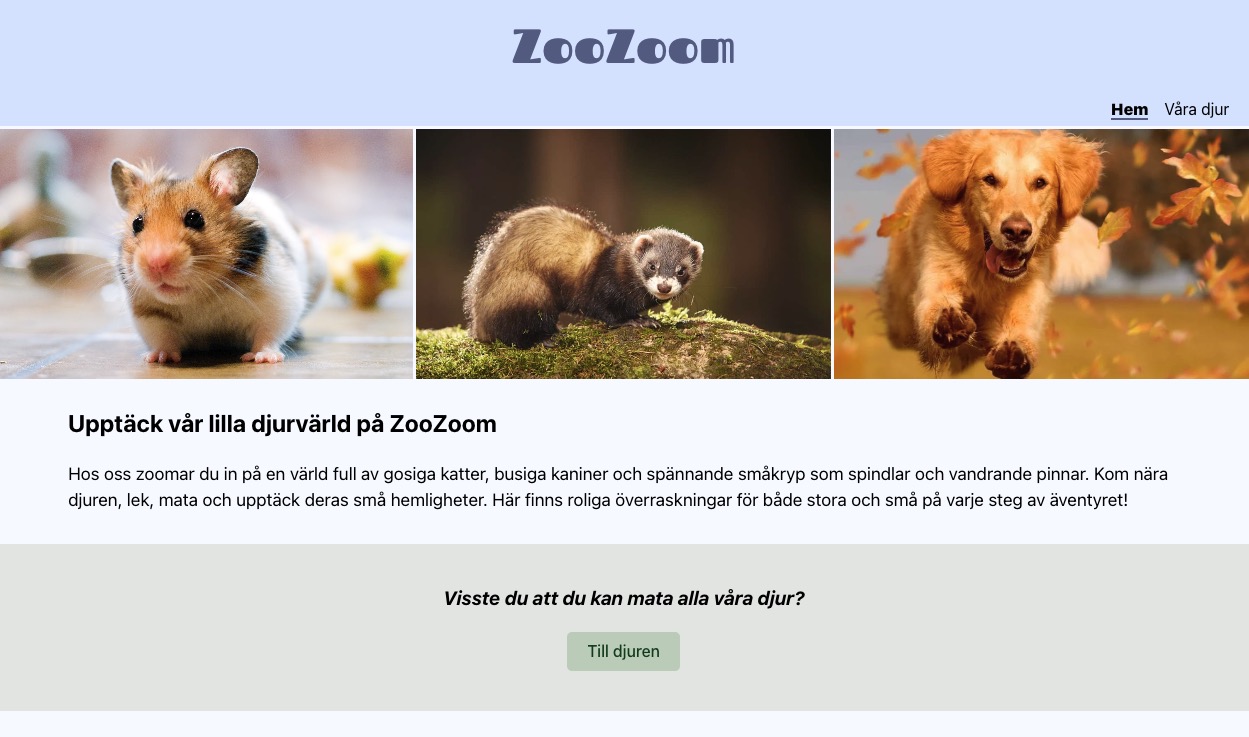 ZooZoom
Hem Våra djur
Upptäck vår lilla djurvärld på ZooZoom
Hos oss zoomar du in på en värld full av gosiga katter, busiga kaniner och spännande småkryp som spindlar och vandrande pinnar. Kom nära
djuren, lek, mata och upptäck deras små hemligheter. Här finns roliga överraskningar för både stora och små på varje steg av äventyret!
Visste du att du kan mata alla våra djur?
Till djuren